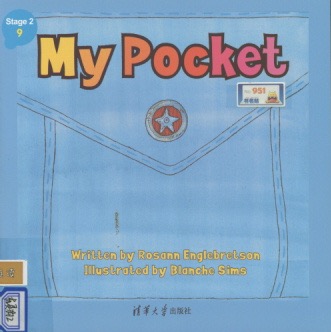 Stage 2
9
My Pocket
951
Written by Rosann Englebretson
Illustrated by Blanche Sims
清华大学出版社